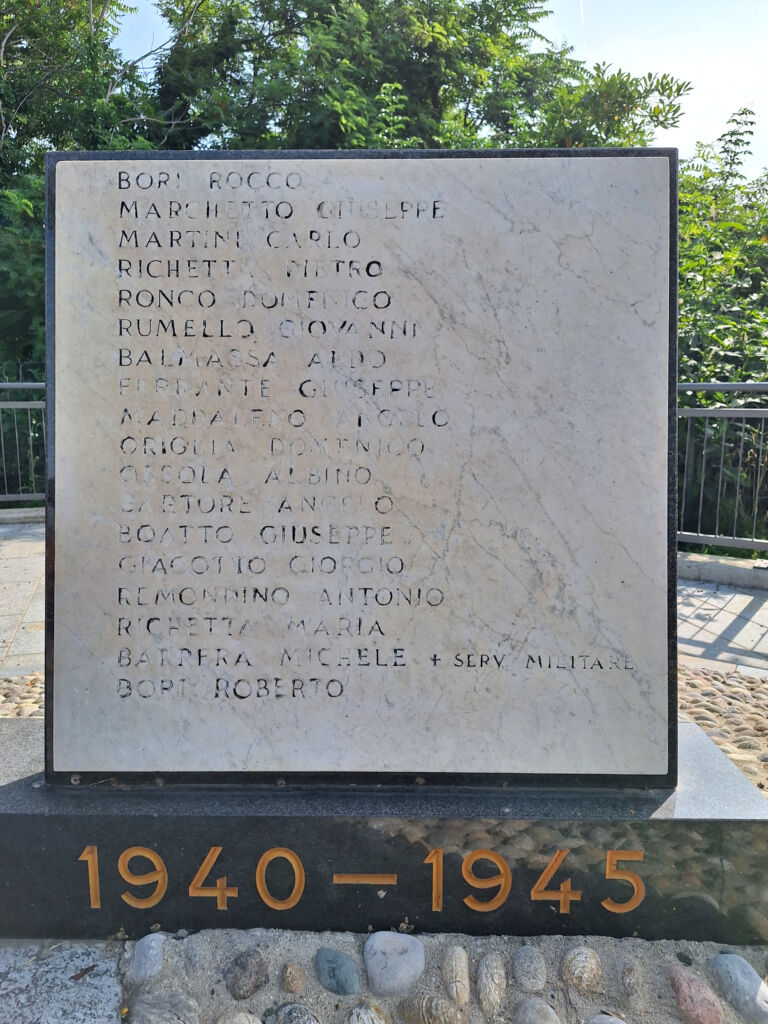 BORI ROCCO
MARCHETTO GIUSEPPE
MARTINI CARLO
RICHETTA PIETRO
RONCO DOMENICO
RUMELLO GIOVANNI
BALMASSA ALDO
FERRANTE GIUSEPPE
MADDALENO ANGELO
ORIGLIA DOMENICO
OSSOLA ALBINO
SARTORE ANGELO
BOATTO GIUSEPPE
GIACOTTO GIORGIO
REMONDINO ANTONIO
RICHETTA MARIA
BARRERA MICHELE + SERV. MILITARE
BORI ROBERTO
1940 — 1945